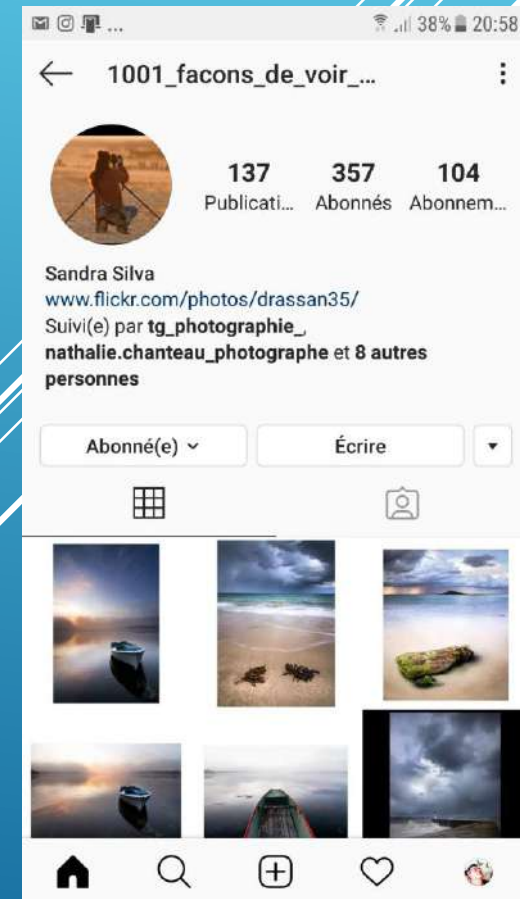 ... 38% 20:58
1001_facons_de_voir_...
137 357 104
Publicati... Abonnés Abonnem...
Sandra Silva
www.flickr.com/photos/drassan35/
Suivi(e) par tg_photographie_,
nathalie.chanteau_photographe et 8 autres
personnes
Abonné(e) Écrire